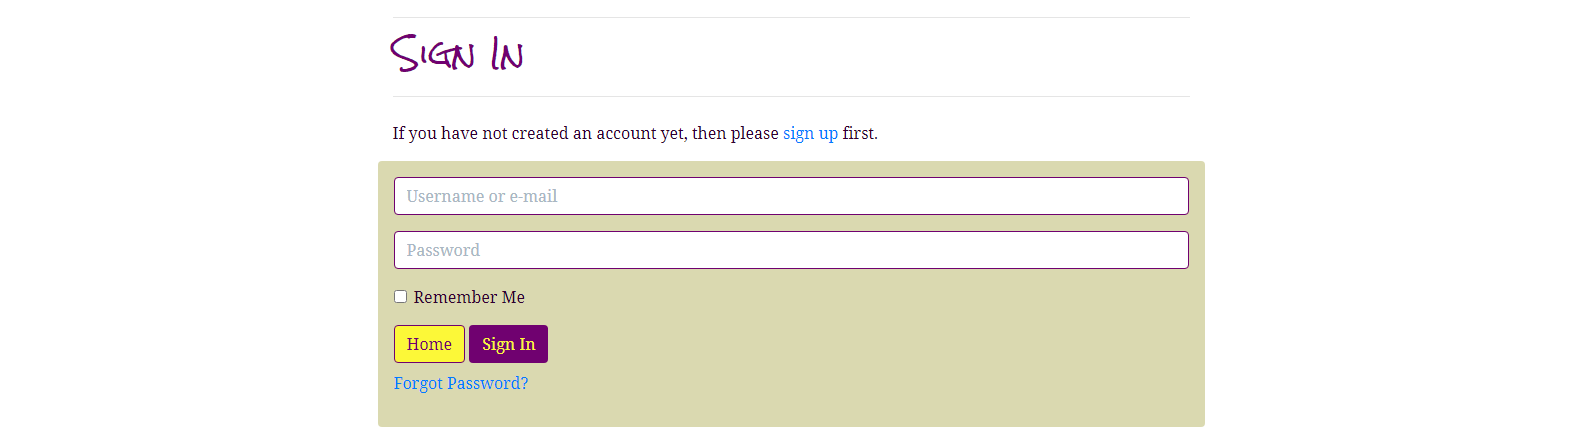 Sign In
If you have not created an account yet, then please sign up first.
Username or e-mail
Password
Remember Me
Home Sign In
Forgot Password?